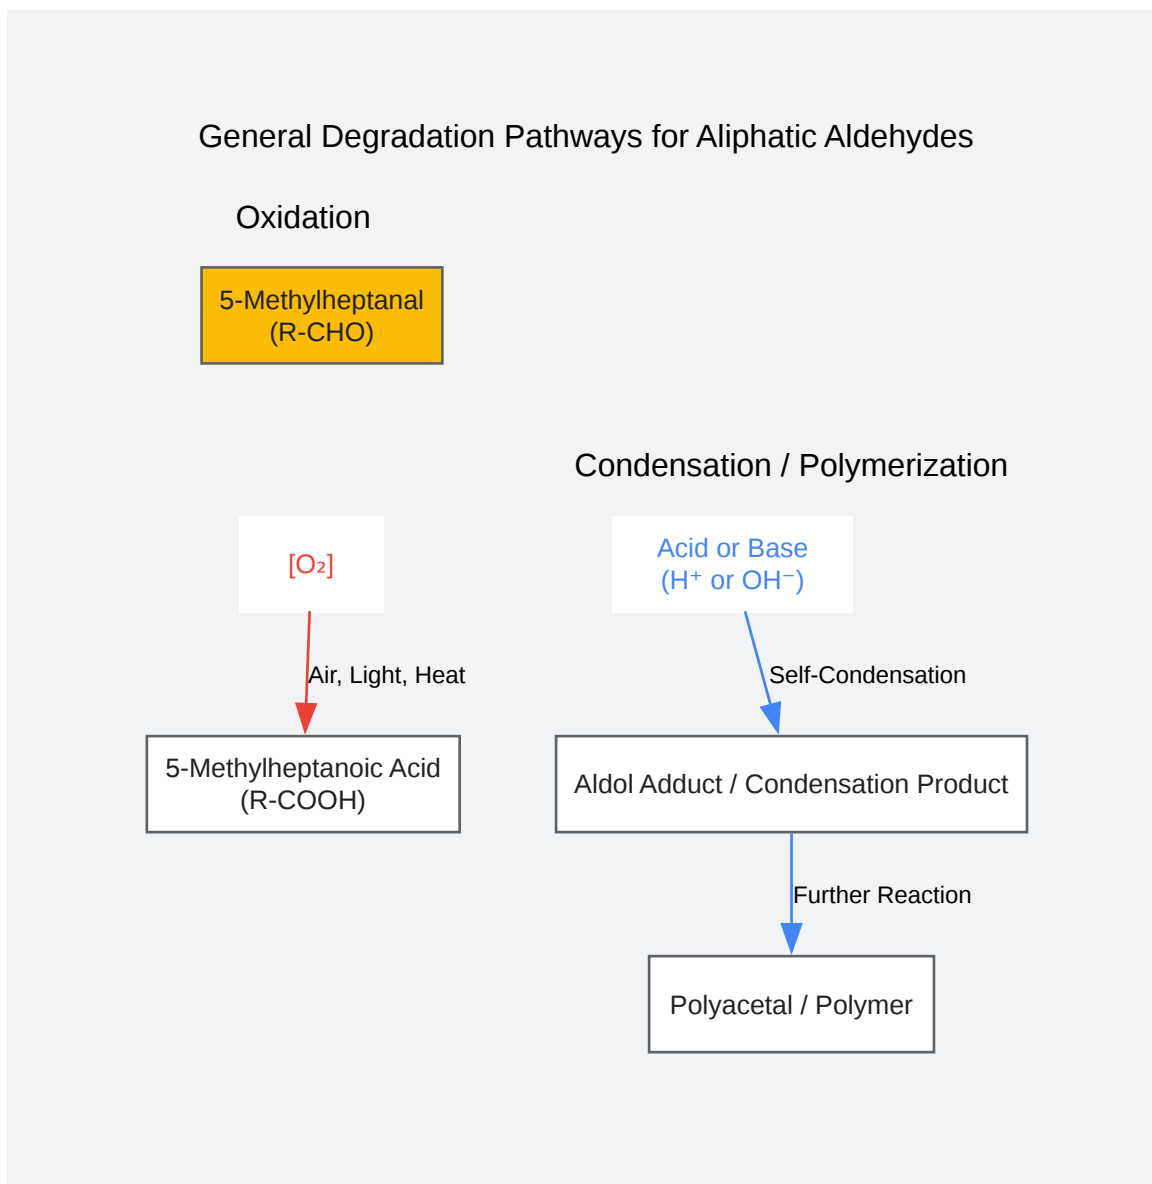 General Degradation Pathways for Aliphatic Aldehydes
Oxidation
5-Methylheptanal
(R-CHO)
Condensation / Polymerization
[O₂]
Acid or Base
(H⁺ or OH⁻)
Air, Light, Heat
Self-Condensation
5-Methylheptanoic Acid
(R-COOH)
Aldol Adduct / Condensation Product
Further Reaction
Polyacetal / Polymer